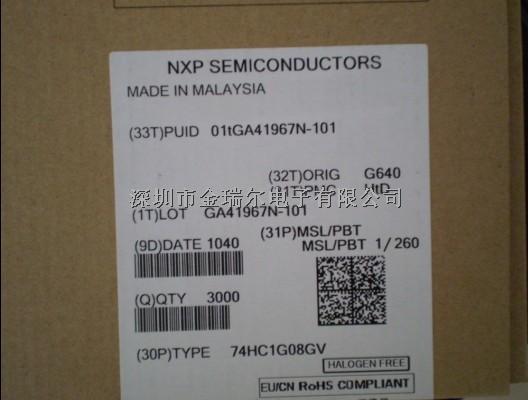 NXP SEMICONDUCTORS
MADE IN MALAYSIA
(33T)PUID 01tGA41967N-101
(32T)ORIG G640
深圳市金瑞尔电子有限公司
(1T)LOT GA41967N-101
(31P)MSL/PBT
(9D)DATE 1040
MSL/PBT 1/260
(Q)QTY 3000
(30P)TYPE 74HC1G08GV
HALOGEN FREE
EU/CN RoHS COMPLIANT